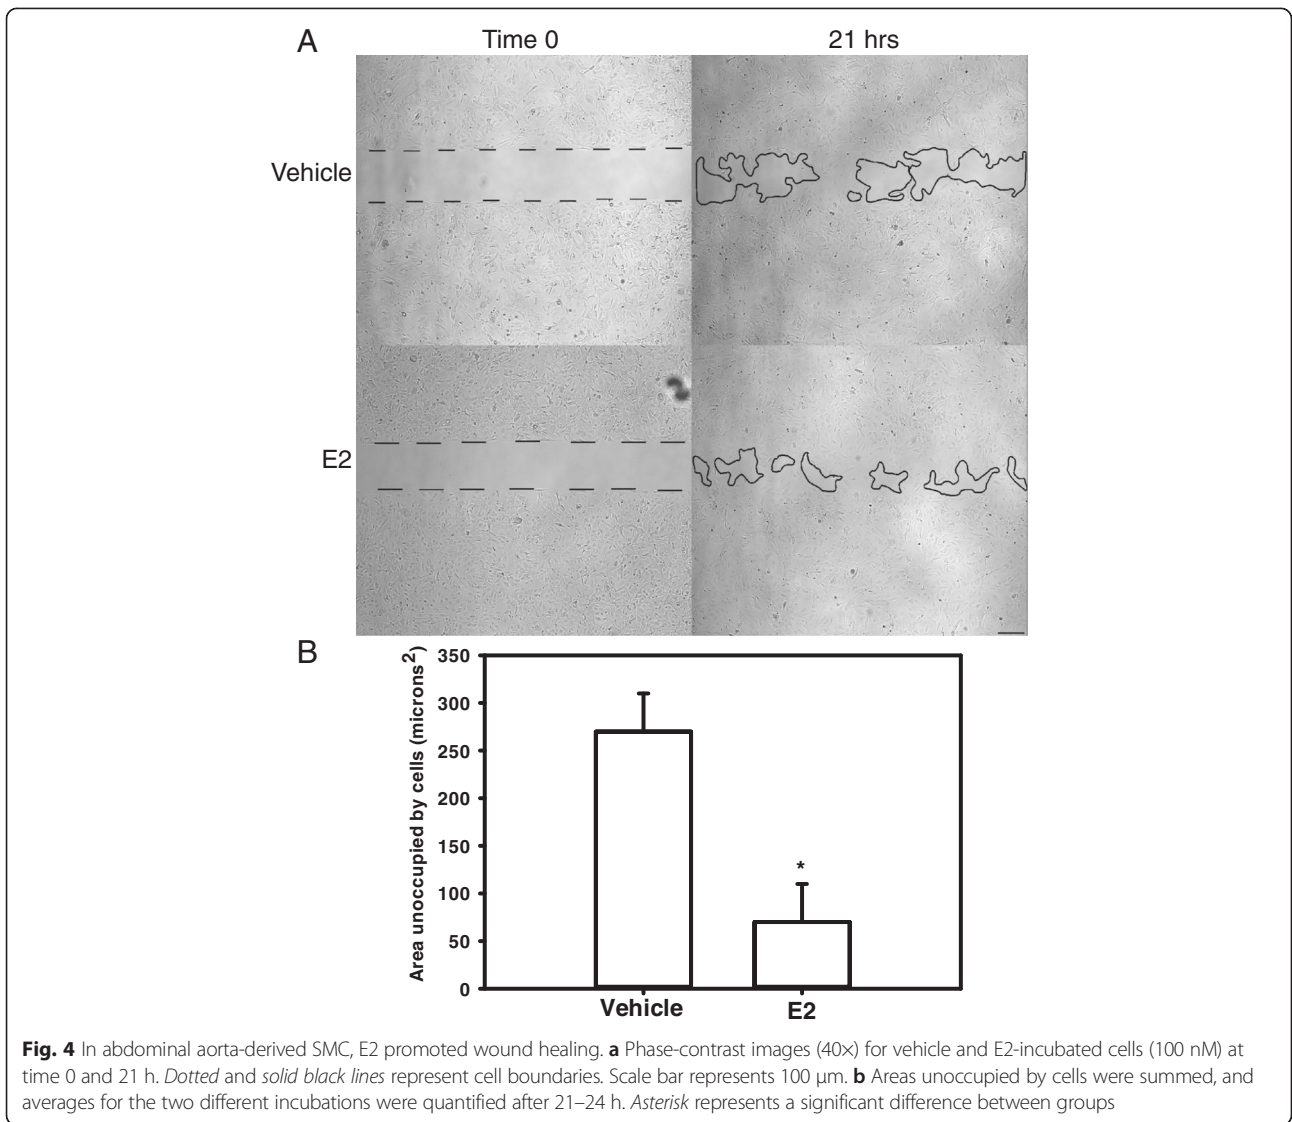 A
Time 0
21 hrs
Vehicle
E2
B
Area unoccupied by cells (microns²)
350
300
250
200
150
100
50
0
*
Vehicle
E2
Fig. 4 In abdominal aorta-derived SMC, E2 promoted wound healing. a Phase-contrast images (40×) for vehicle and E2-incubated cells (100 nM) at
time 0 and 21 h. Dotted and solid black lines represent cell boundaries. Scale bar represents 100 μm. b Areas unoccupied by cells were summed, and
averages for the two different incubations were quantified after 21–24 h. Asterisk represents a significant difference between groups